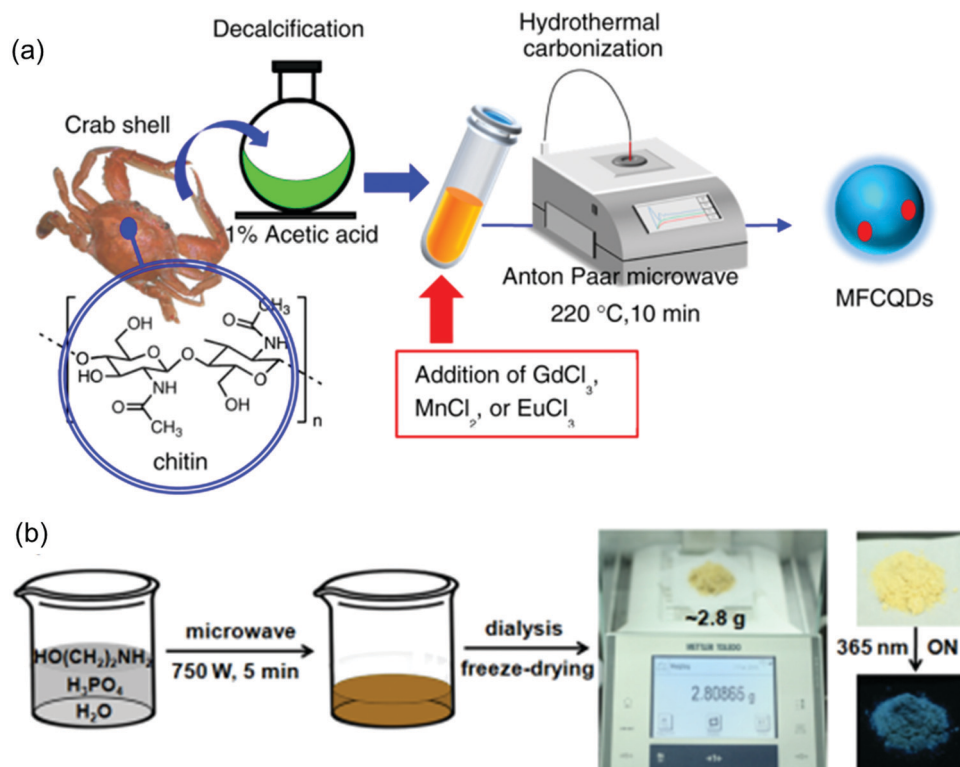 (a)
Decalcification
Hydrothermal
carbonization
Crab shell
1% Acetic acid
Anton Paar microwave
220 °C,10 min
MFCQDs
Addition of GdCl₃,
MnCl₂, or EuCl₃
OH
O
CH₃
O
NH
HO
O
O
O
NH
O
OH
O
CH₃
n
chitin
(b)
HO(CH₂)₂NH₂
H₃PO₄
H₂O
microwave
750 W, 5 min
dialysis
freeze-drying
~2.8 g
METTLER TOLEDO
2.80865 g
365 nm ON